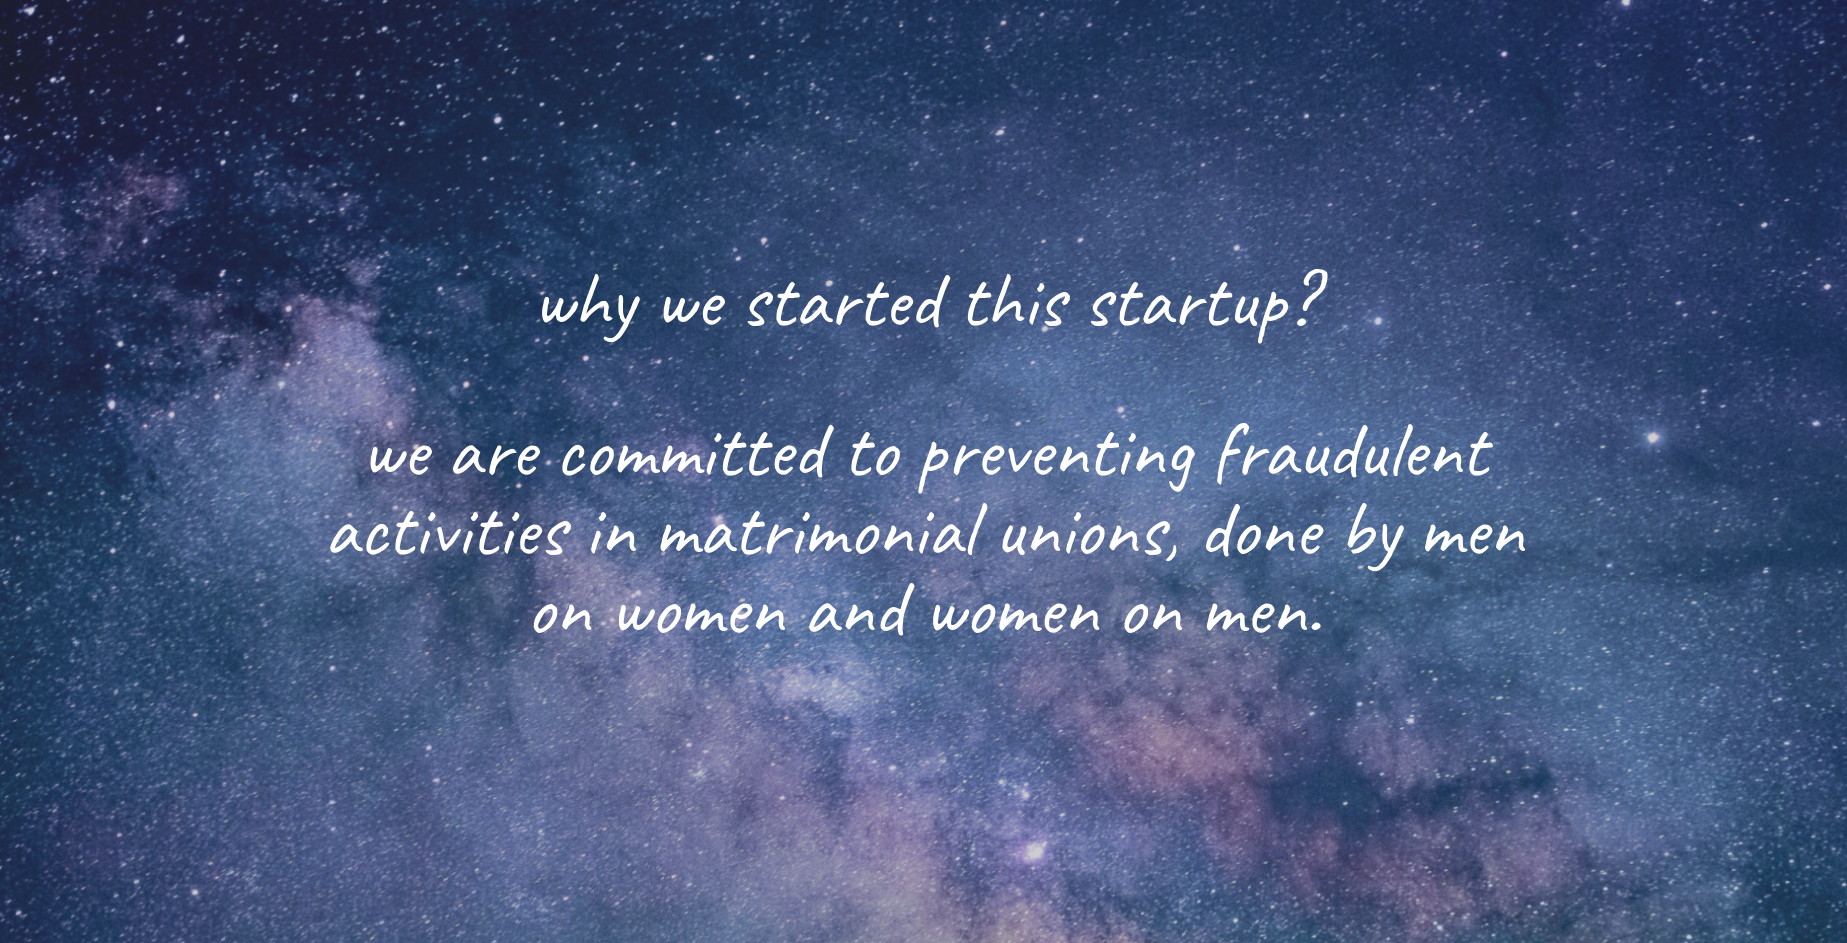 why we started this startup?
we are committed to preventing fraudulent
activities in matrimonial unions, done by men
on women and women on men.